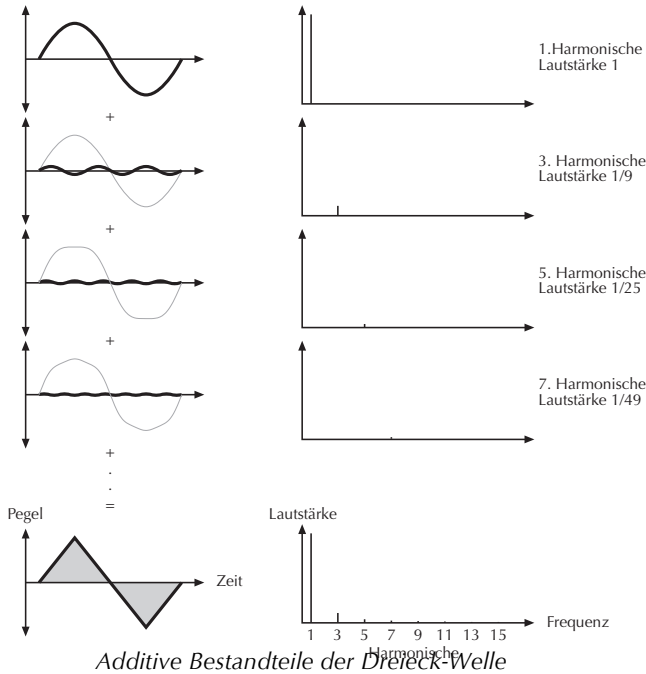 1.Harmonische
Lautstärke 1
+
3. Harmonische
Lautstärke 1/9
+
5. Harmonische
Lautstärke 1/25
+
7. Harmonische
Lautstärke 1/49
+
.
.
=
Pegel
Zeit
Lautstärke
Frequenz
1 3 5 7 9 11 13 15
Harmonische
Additive Bestandteile der Dreieck-Welle